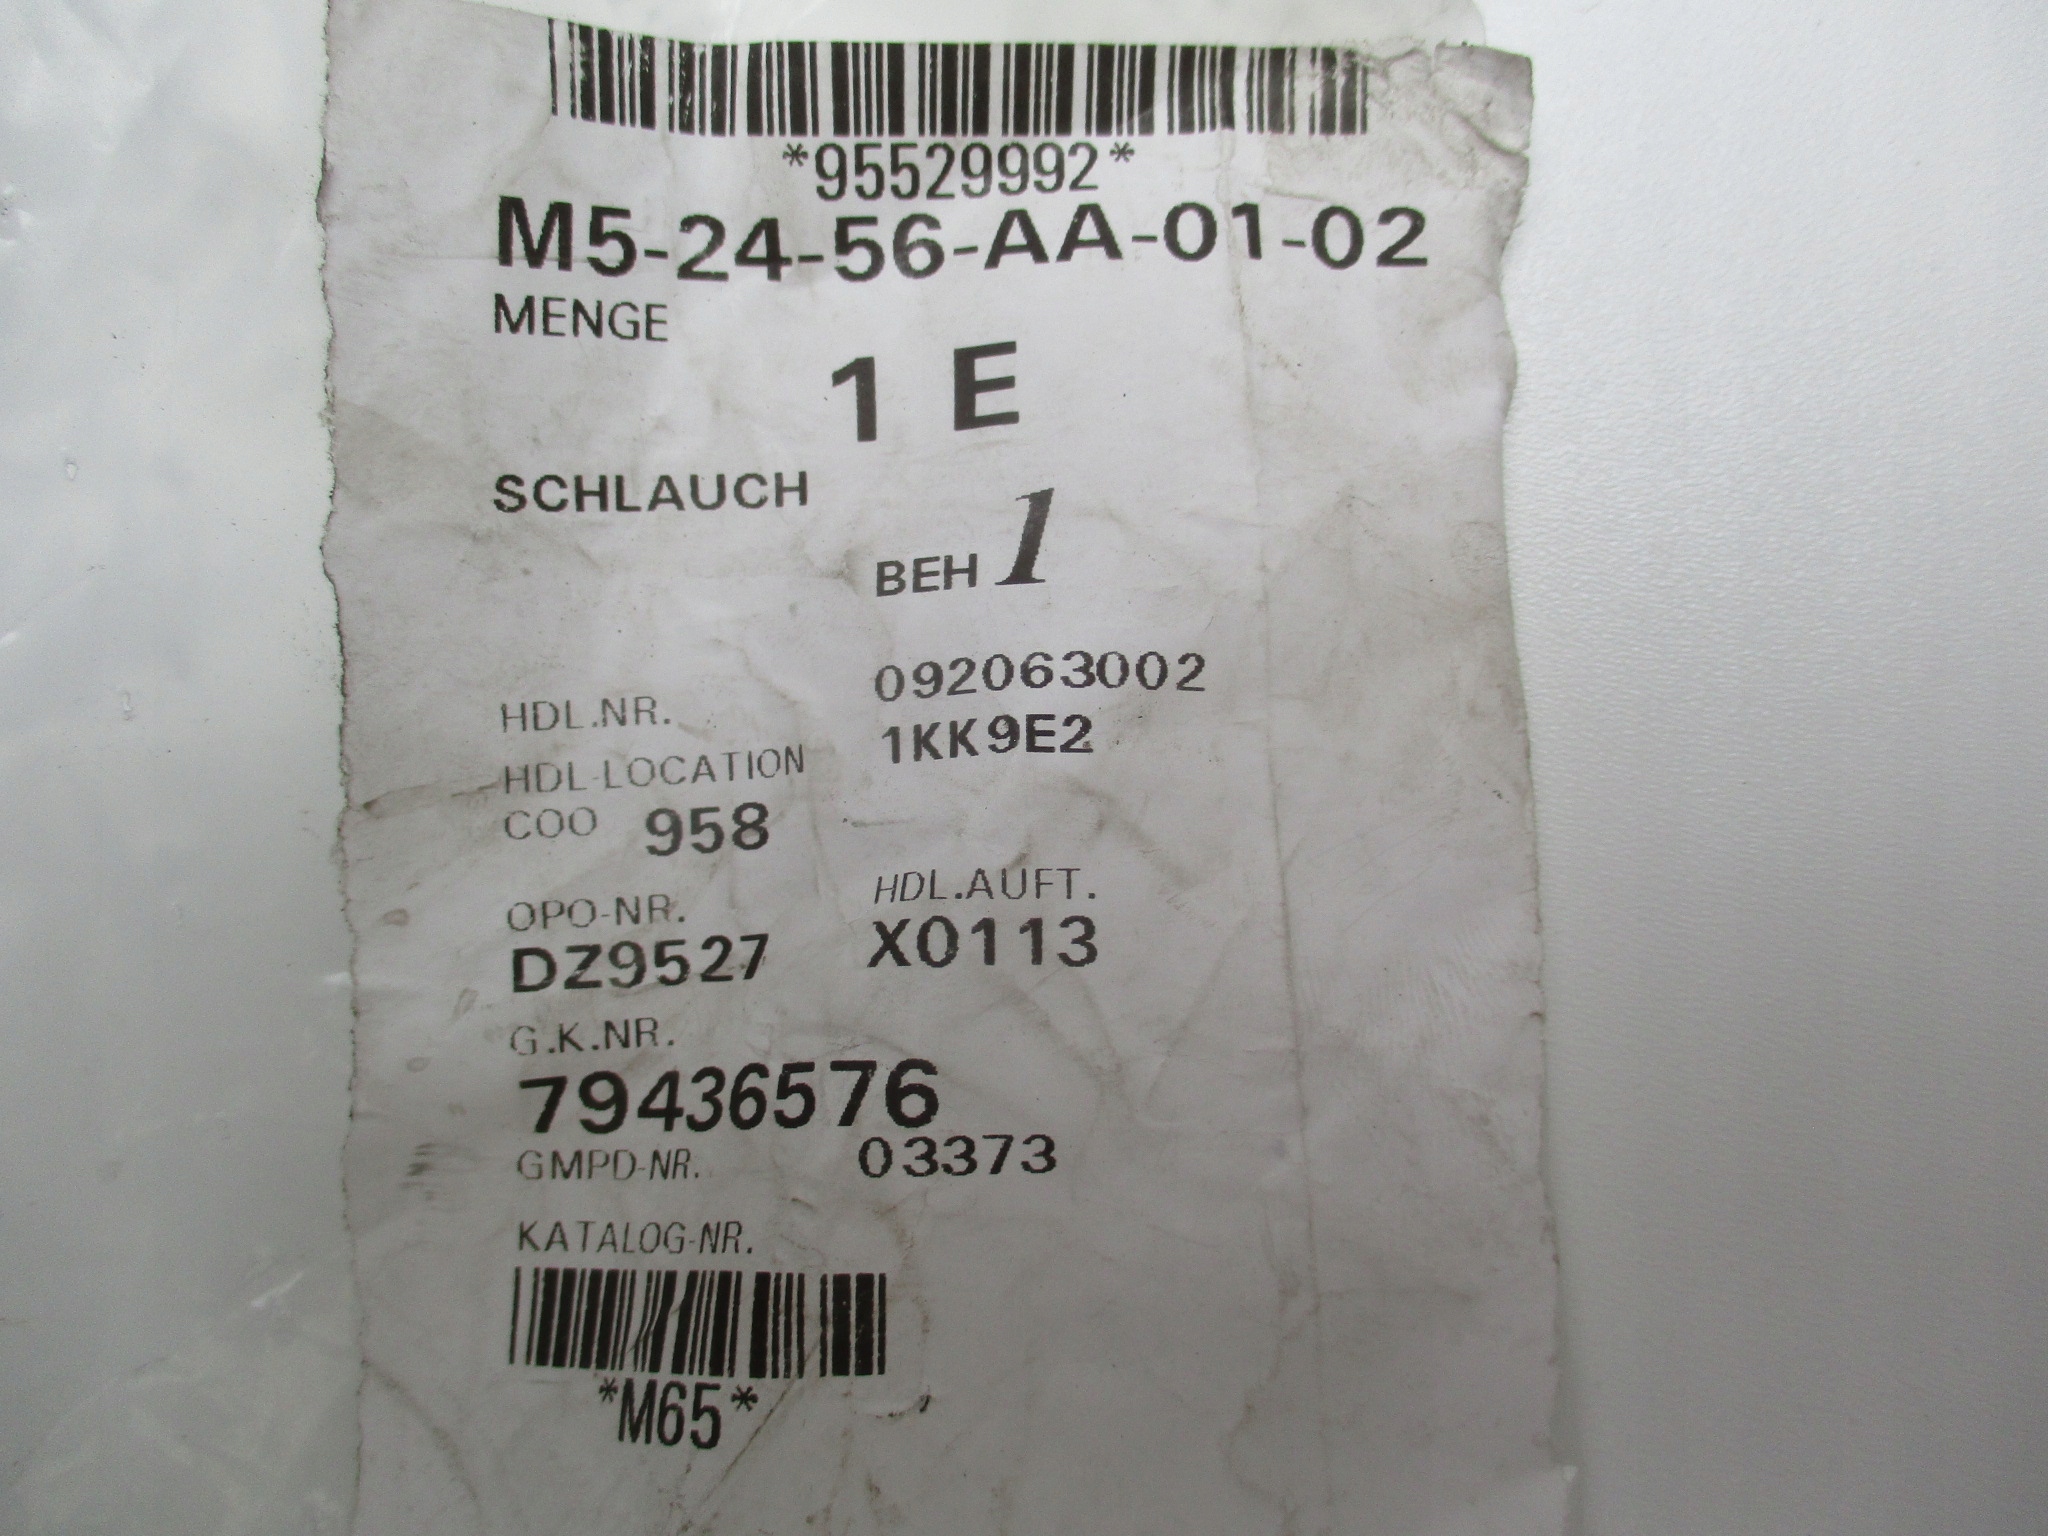 *95529992*
M5-24-56-AA-01-02
MENGE
1 E
SCHLAUCH
BEH 1
092063002
HDL.NR.
1KK9E2
HDL-LOCATION
COO 958
OPO-NR. HDL.AUFT.
DZ9527 X0113
G.K.NR.
79436576
GMPD-NR. 03373
KATALOG-NR.
*M65*